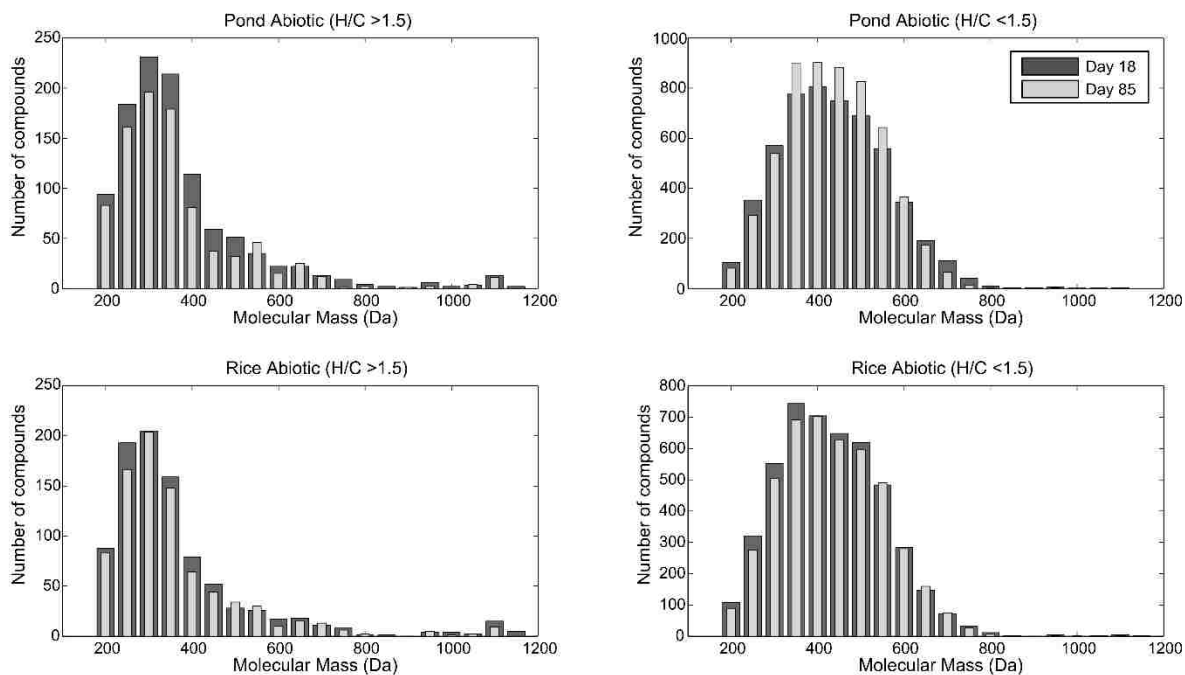 Pond Abiotic (H/C >1.5)
250
200
150
100
50
0
Number of compounds
200 400 600 800 1000 1200
Molecular Mass (Da)
Pond Abiotic (H/C <1.5)
1000
800
600
400
200
0
Number of compounds
Day 18
Day 85
200 400 600 800 1000 1200
Molecular Mass (Da)
Rice Abiotic (H/C >1.5)
250
200
150
100
50
0
Number of compounds
200 400 600 800 1000 1200
Molecular Mass (Da)
Rice Abiotic (H/C <1.5)
800
700
600
500
400
300
200
100
0
Number of compounds
200 400 600 800 1000 1200
Molecular Mass (Da)